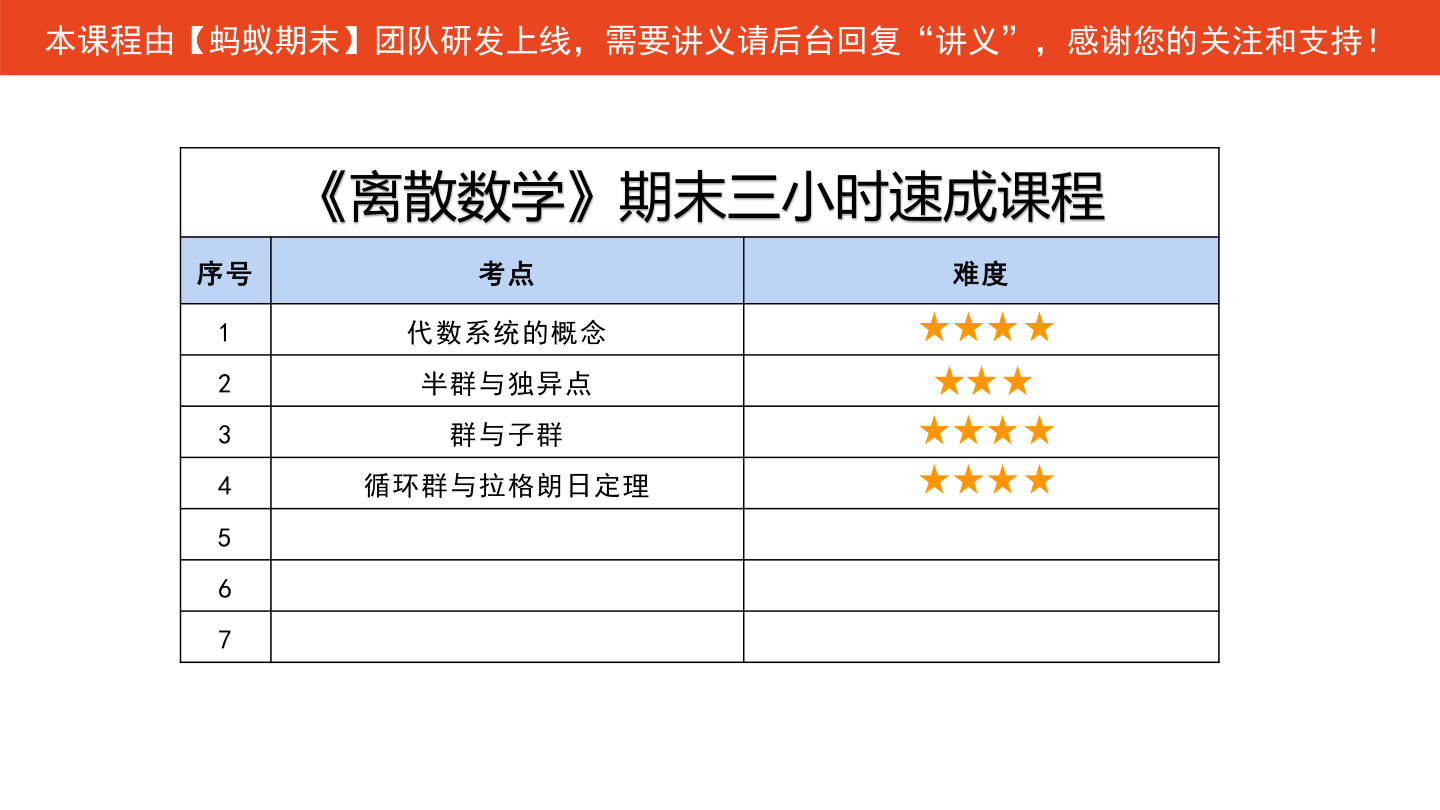 本课程由【蚂蚁期末】团队研发上线，需要讲义请后台回复“讲义”，感谢您的关注和支持！
《离散数学》期末三小时速成课程
序号 考点 难度
1 代数系统的概念 ★★★★
2 半群与独异点 ★★★
3 群与子群 ★★★★
4 循环群与拉格朗日定理 ★★★★
5
6
7